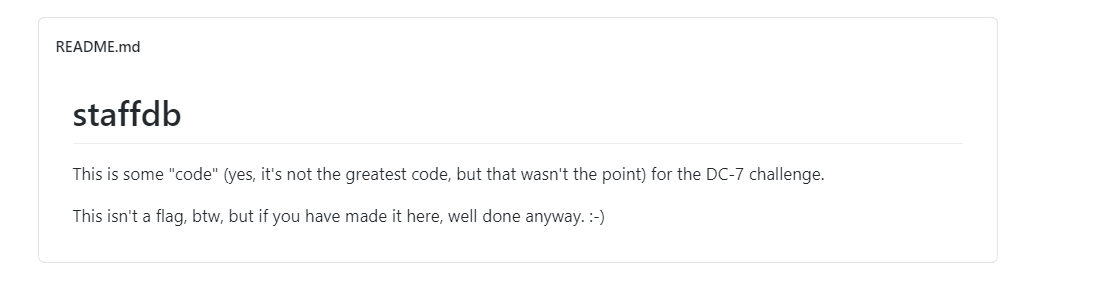 README.md
staffdb
This is some "code" (yes, it's not the greatest code, but that wasn't the point) for the DC-7 challenge.
This isn't a flag, btw, but if you have made it here, well done anyway. :-)